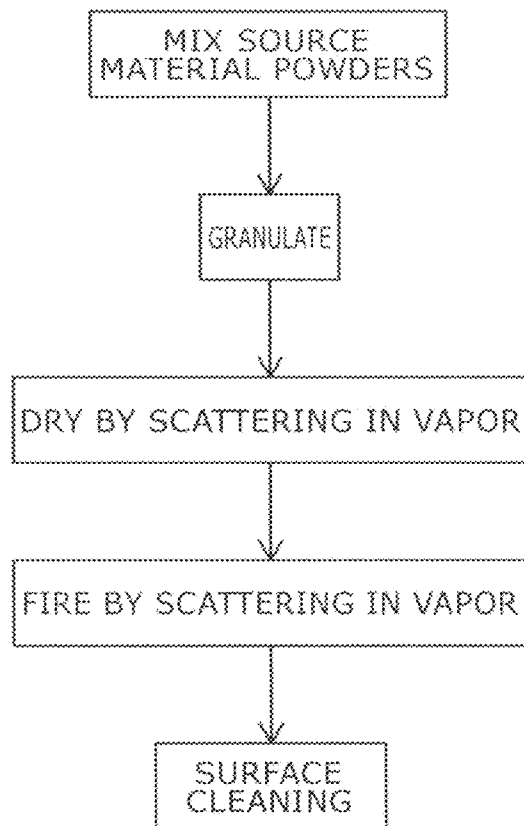 MIX SOURCE
MATERIAL POWDERS
GRANULATE
DRY BY SCATTERING IN VAPOR
FIRE BY SCATTERING IN VAPOR
SURFACE
CLEANING